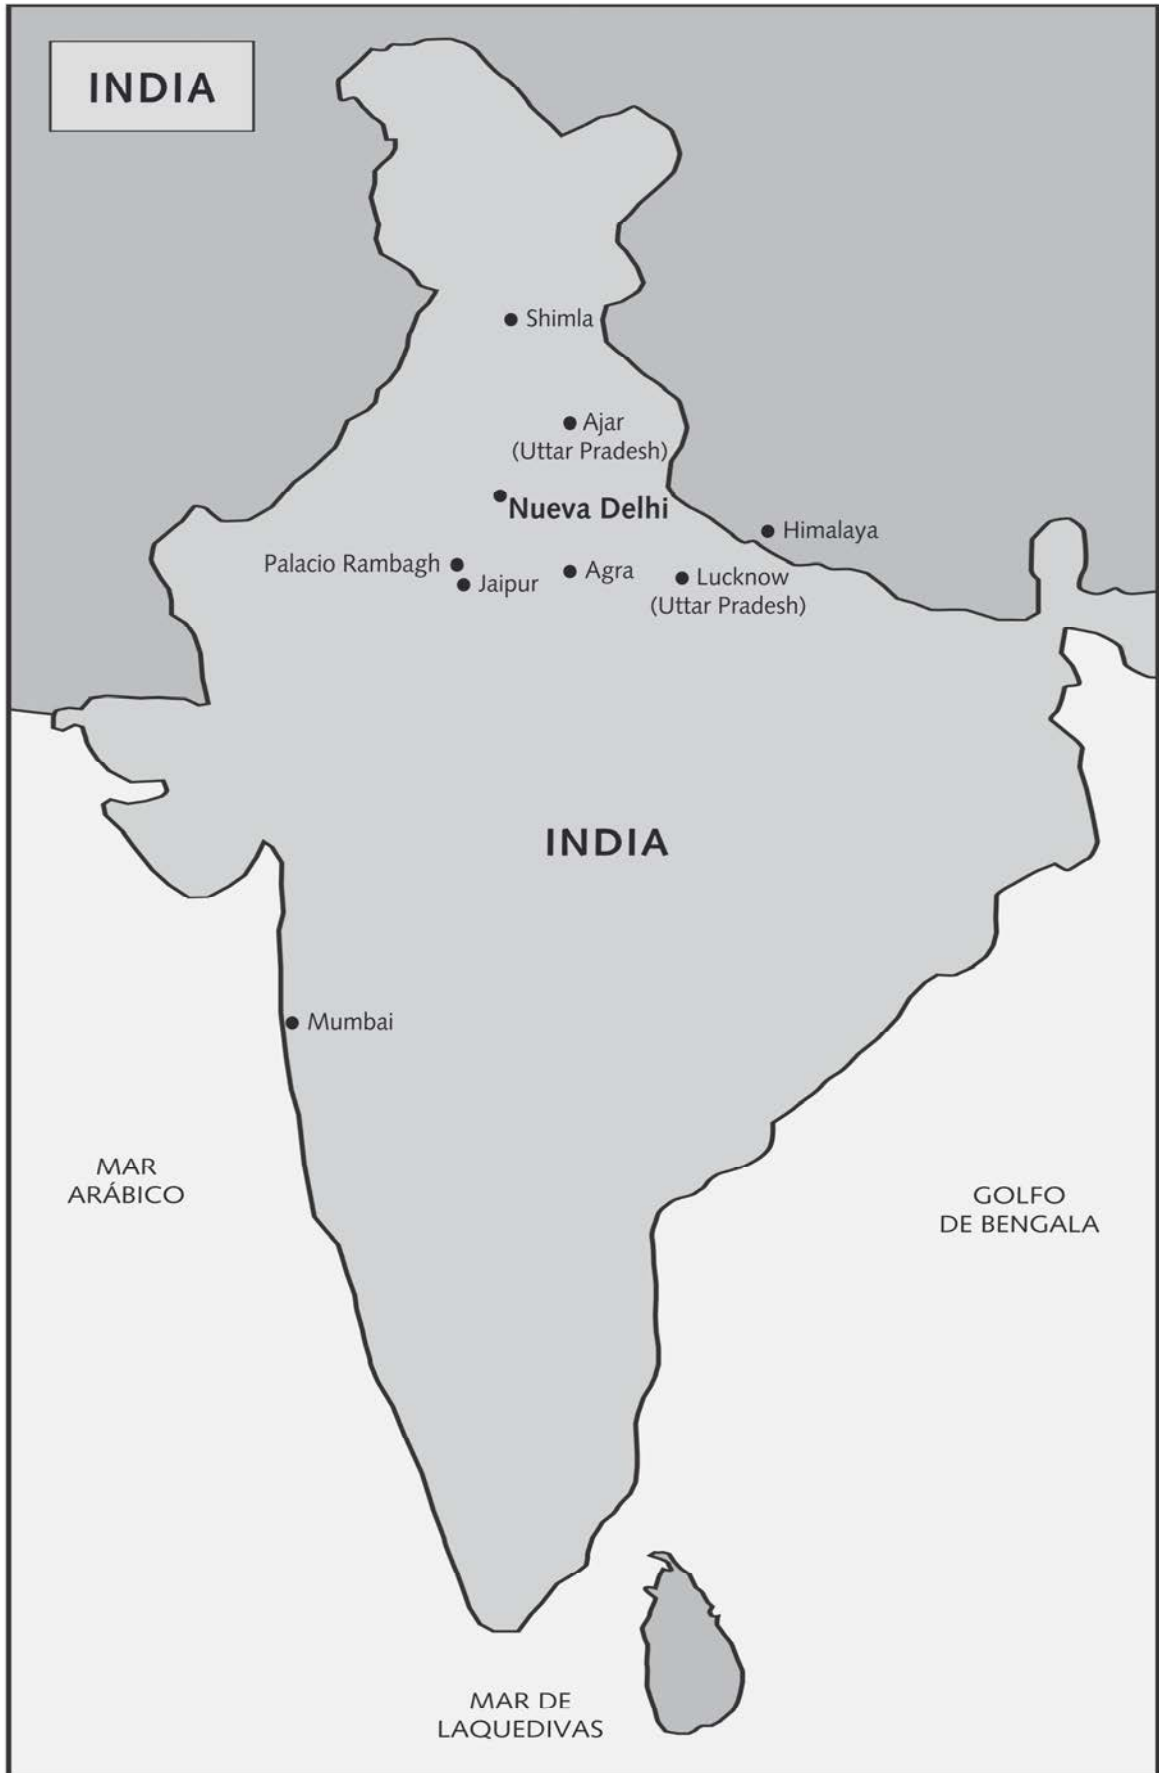 INDIA
Shimla
Ajar
(Uttar Pradesh)
Nueva Delhi
Himalaya
Palacio Rambagh
Jaipur
Agra
Lucknow
(Uttar Pradesh)
INDIA
Mumbai
MAR
ARÁBICO
GOLFO
DE BENGALA
MAR DE
LAQUEDIVAS